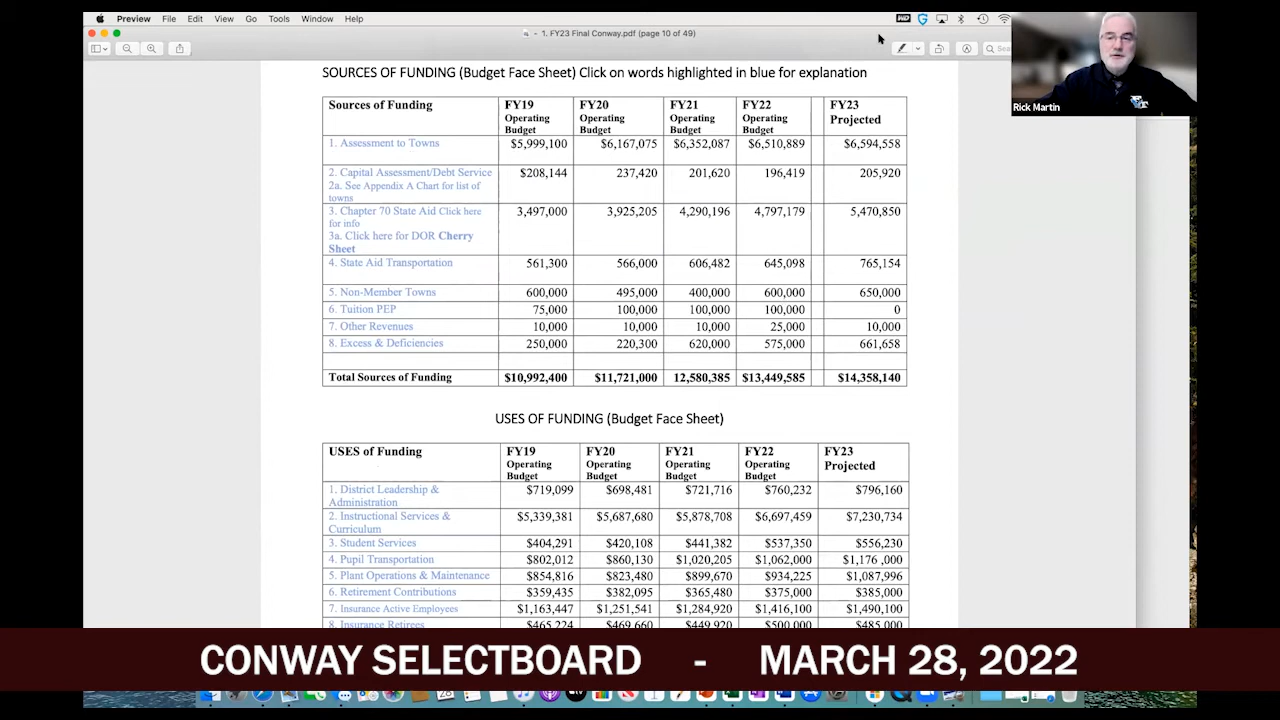 Preview File Edit View Go Tools Window Help
1. FY23 Final Conway.pdf (page 10 of 49)
Rick Martin
SOURCES OF FUNDING (Budget Face Sheet) Click on words highlighted in blue for explanation
Sources of Funding FY19 Operating Budget FY20 Operating Budget FY21 Operating Budget FY22 Operating Budget FY23 Projected
1. Assessment to Towns $5,999,100 $6,167,075 $6,352,087 $6,510,889 $6,594,558
2. Capital Assessment/Debt Service $208,144 237,420 201,620 196,419 205,920
2a. See Appendix A Chart for list of
towns
3. Chapter 70 State Aid Click here 3,497,000 3,925,205 4,290,196 4,797,179 5,470,850
for info
3a. Click here for DOR Cherry
Sheet
4. State Aid Transportation 561,300 566,000 606,482 645,098 765,154
5. Non-Member Towns 600,000 495,000 400,000 600,000 650,000
6. Tuition PEP 75,000 100,000 100,000 100,000 0
7. Other Revenues 10,000 10,000 10,000 25,000 10,000
8. Excess & Deficiencies 250,000 220,300 620,000 575,000 661,658
Total Sources of Funding $10,992,400 $11,721,000 12,580,385 $13,449,585 $14,358,140
USES OF FUNDING (Budget Face Sheet)
USES of Funding FY19 Operating Budget FY20 Operating Budget FY21 Operating Budget FY22 Operating Budget FY23 Projected
1. District Leadership & $719,099 $698,481 $721,716 $760,232 $796,160
Administration
2. Instructional Services & $5,339,381 $5,687,680 $5,878,708 $6,697,459 $7,230,734
Curriculum
3. Student Services $404,291 $420,108 $441,382 $537,350 $556,230
4. Pupil Transportation $802,012 $860,130 $1,020,205 $1,062,000 $1,176 ,000
5. Plant Operations & Maintenance $854,816 $823,480 $899,670 $934,225 $1,087,996
6. Retirement Contributions $359,435 $382,095 $365,480 $375,000 $385,000
7. Insurance Active Employees $1,163,447 $1,251,541 $1,284,920 $1,416,100 $1,490,100
8. Insurance Retirees $465,224 $469,660 $449,920 $500,000 $485,000
CONWAY SELECTBOARD - MARCH 28, 2022